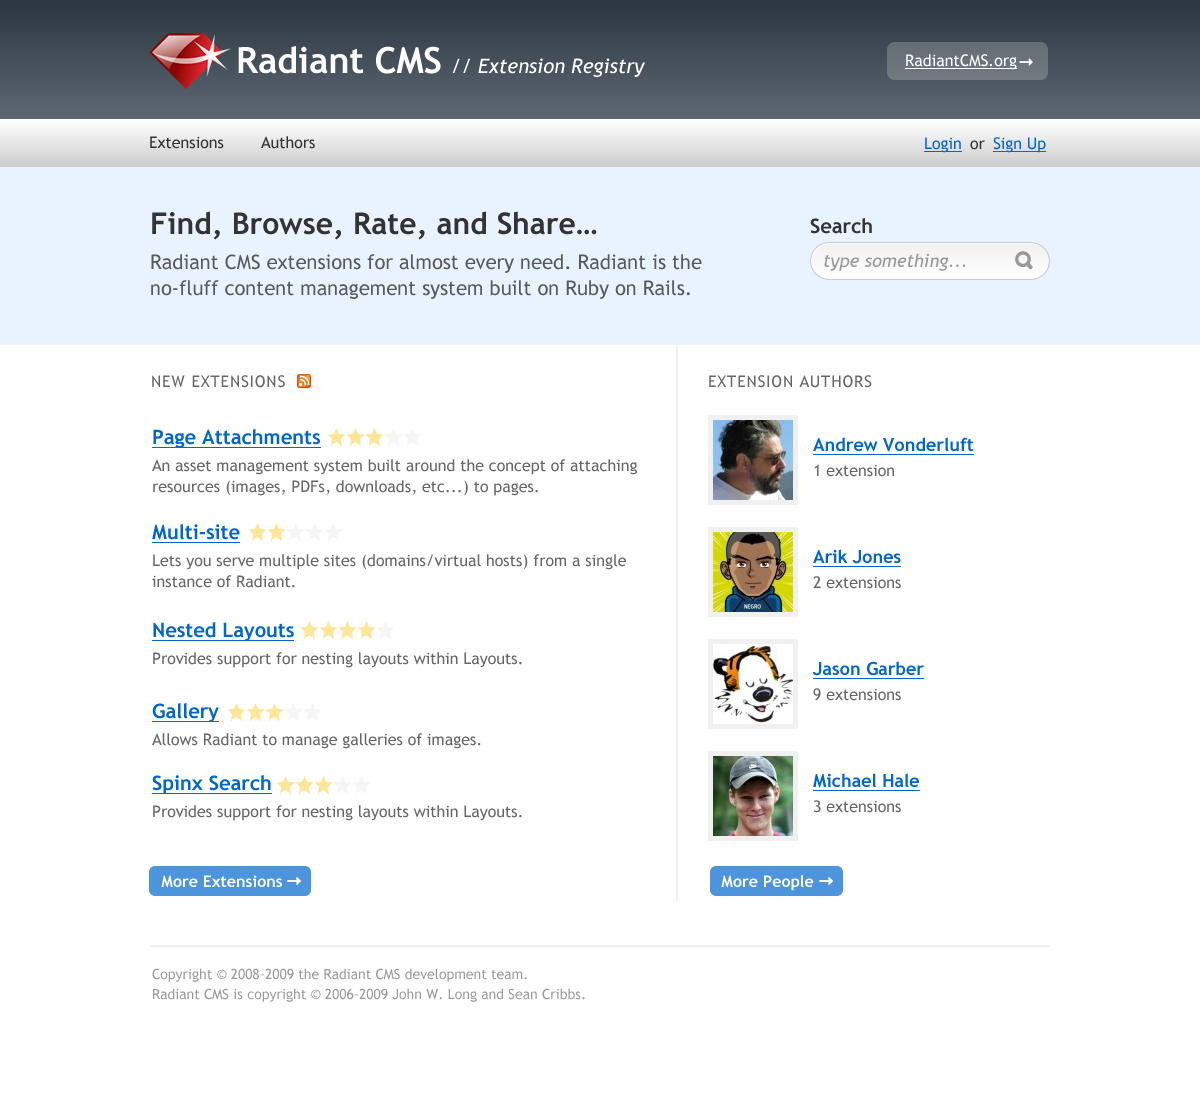 Radiant CMS // Extension Registry
RadiantCMS.org→
Extensions Authors
Login or Sign Up
Find, Browse, Rate, and Share...
Radiant CMS extensions for almost every need. Radiant is the
no-fluff content management system built on Ruby on Rails.
Search
type something...
NEW EXTENSIONS
Page Attachments
An asset management system built around the concept of attaching
resources (images, PDFs, downloads, etc...) to pages.
Multi-site
Lets you serve multiple sites (domains/virtual hosts) from a single
instance of Radiant.
Nested Layouts
Provides support for nesting layouts within Layouts.
Gallery
Allows Radiant to manage galleries of images.
Spinx Search
Provides support for nesting layouts within Layouts.
More Extensions →
EXTENSION AUTHORS
Andrew Vonderluft
1 extension
NEGRO
Arik Jones
2 extensions
Jason Garber
9 extensions
Michael Hale
3 extensions
More People →
Copyright © 2008-2009 the Radiant CMS development team.
Radiant CMS is copyright © 2006-2009 John W. Long and Sean Cribbs.